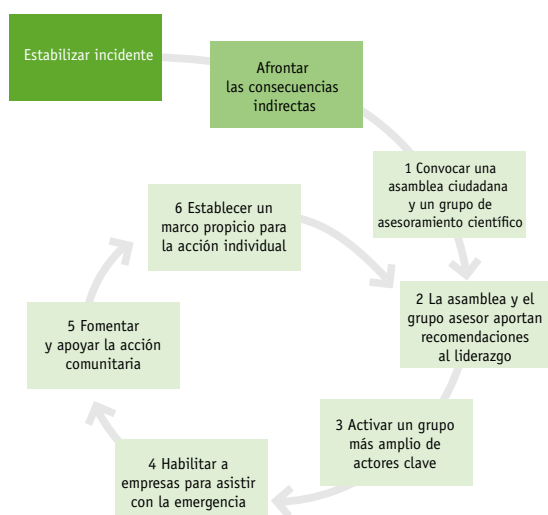 Estabilizar incidente
Afrontar
las consecuencias
indirectas
1 Convocar una
asamblea ciudadana
y un grupo de
asesoramiento científico
2 La asamblea y el
grupo asesor aportan
recomendaciones
al liderazgo
3 Activar un grupo
más amplio de
actores clave
4 Habilitar a
empresas para asistir
con la emergencia
5 Fomentar
y apoyar la acción
comunitaria
6 Establecer un
marco propicio para
la acción individual